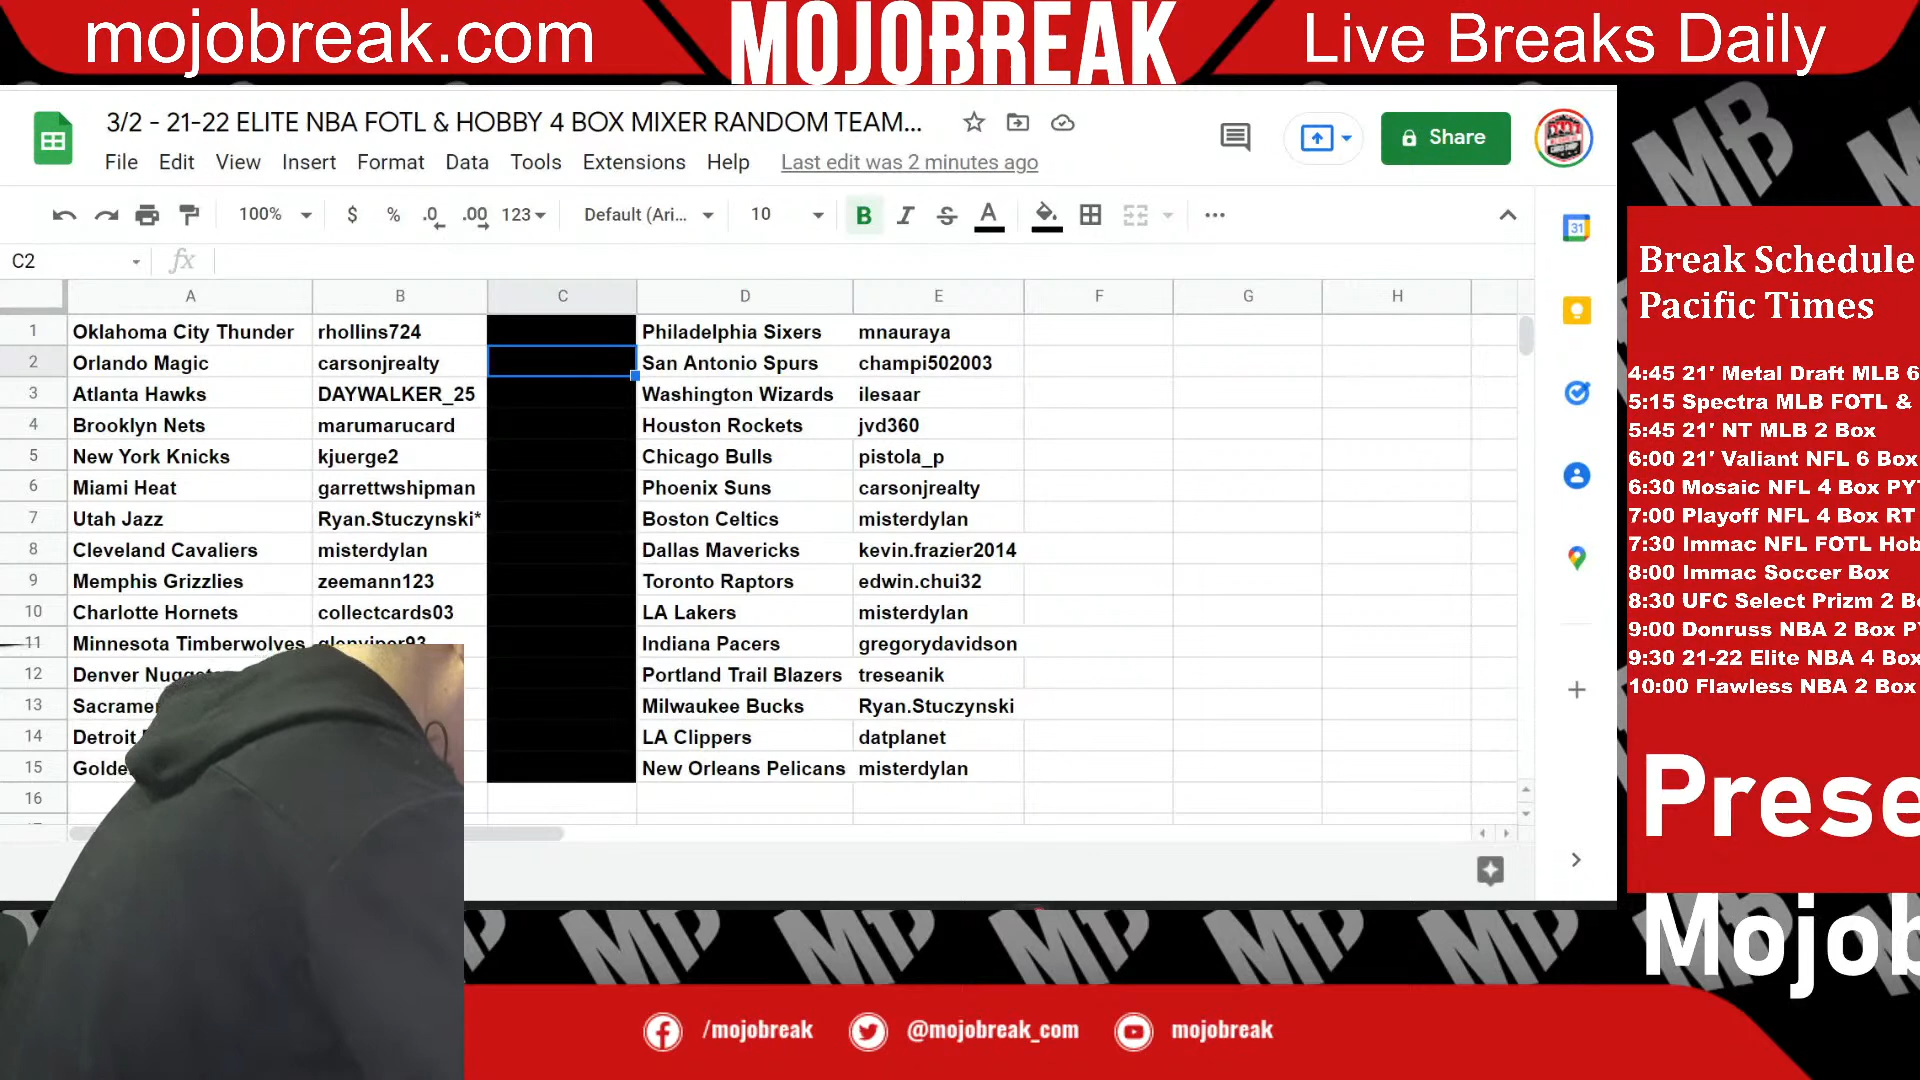 mojobreak.com
MOJOBREAK
Live Breaks Daily
3/2 - 21-22 ELITE NBA FOTL & HOBBY 4 BOX MIXER RANDOM TEAM...
Share
File Edit View Insert Format Data Tools Extensions Help Last edit was 2 minutes ago
100% $ % .0 .00 123 Default (Ari... 10 B I S A
C2 fx
A B C D E F G H
1 Oklahoma City Thunder rhollins724 Philadelphia Sixers mnauraya
2 Orlando Magic carsonjrealty San Antonio Spurs champi502003
3 Atlanta Hawks DAYWALKER_25 Washington Wizards ilesaar
4 Brooklyn Nets marumarucard Houston Rockets jvd360
5 New York Knicks kjuerge2 Chicago Bulls pistola_p
6 Miami Heat garrettwshipman Phoenix Suns carsonjrealty
7 Utah Jazz Ryan.Stuczynski* Boston Celtics misterdylan
8 Cleveland Cavaliers misterdylan Dallas Mavericks kevin.frazier2014
9 Memphis Grizzlies zeemann123 Toronto Raptors edwin.chui32
10 Charlotte Hornets collectcards03 LA Lakers misterdylan
11 Minnesota Timberwolves Indiana Pacers gregorydavidson
12 Denver Portland Trail Blazers treseanik
13 Milwaukee Bucks Ryan.Stuczynski
14 Detroit LA Clippers datplanet
15 New Orleans Pelicans misterdylan
16
31
Break Schedule
Pacific Times
4:45 21' Metal Draft MLB 6
5:15 Spectra MLB FOTL &
5:45 21' NT MLB 2 Box
6:00 21' Valiant NFL 6 Box
6:30 Mosaic NFL 4 Box PY
7:00 Playoff NFL 4 Box RT
7:30 Immac NFL FOTL Hob
8:00 Immac Soccer Box
8:30 UFC Select Prizm 2 B
9:00 Donruss NBA 2 Box P
9:30 21-22 Elite NBA 4 Box
10:00 Flawless NBA 2 Box
Prese
Mojob
/mojobreak @mojobreak_com mojobreak